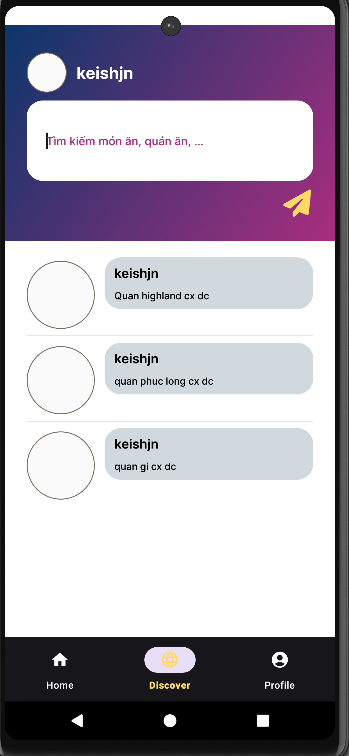 keishjn
Tìm kiếm món ăn, quán ăn, ...
keishjn
Quan highland cx dc
keishjn
quan phuc long cx dc
keishjn
quan gi cx dc
Home
Discover
Profile